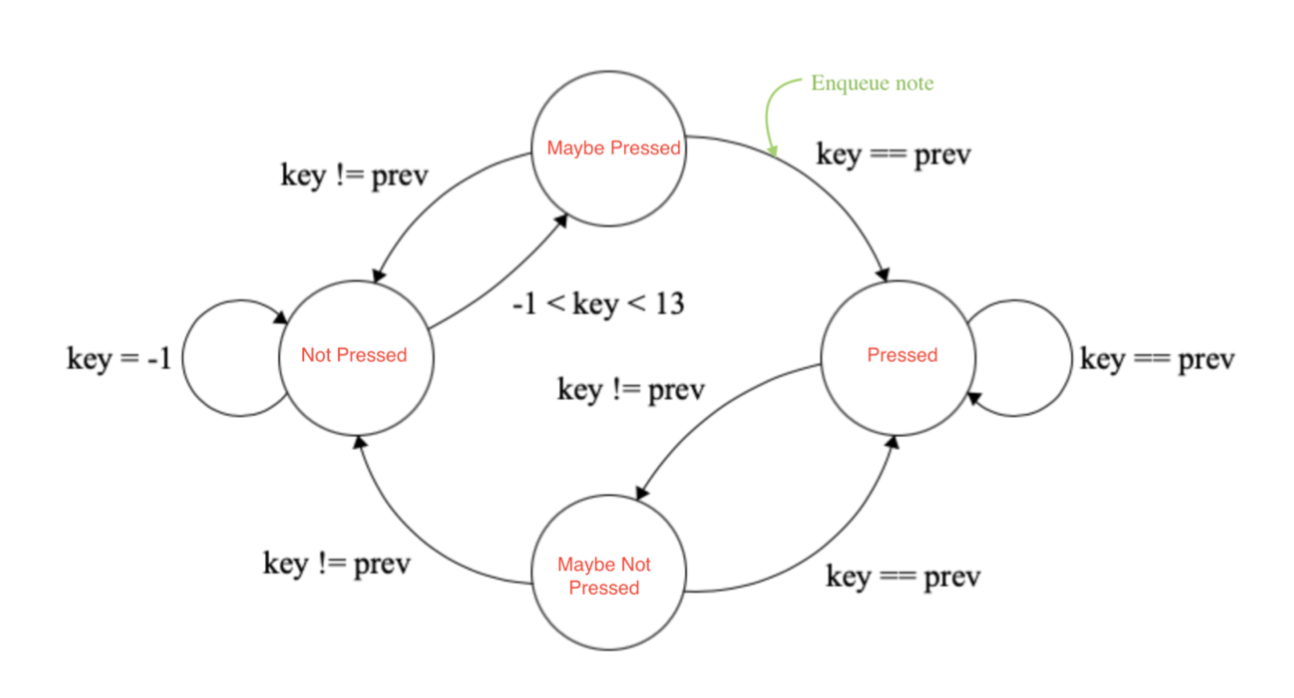 Enqueue note
Maybe Pressed
key == prev
key != prev
-1 < key < 13
Not Pressed
Pressed
key = -1
key == prev
key != prev
Maybe Not
Pressed
key != prev
key == prev